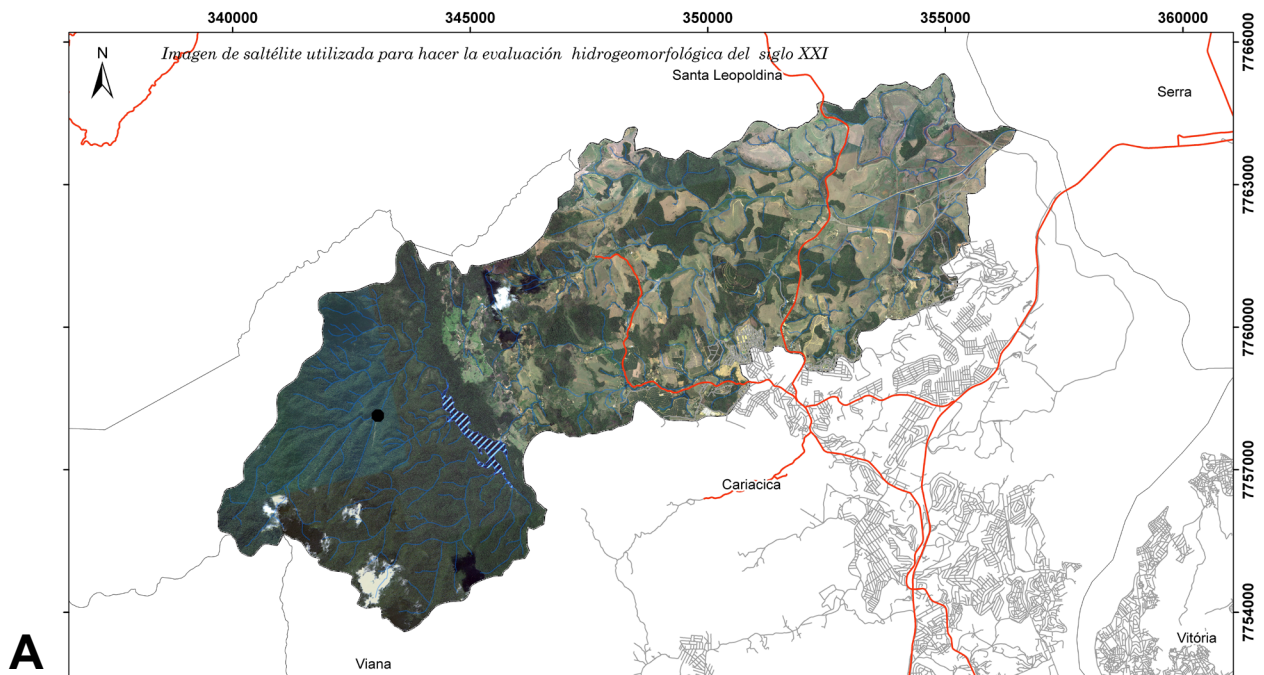 340000 345000 350000 355000 360000
N
Imagen de saltélite utilizada para hacer la evaluación hidrogeomorfológica del siglo XXI
7766000
Santa Leopoldina
Serra
7763000
7760000
7757000
Cariacica
7754000
Vitória
A
Viana